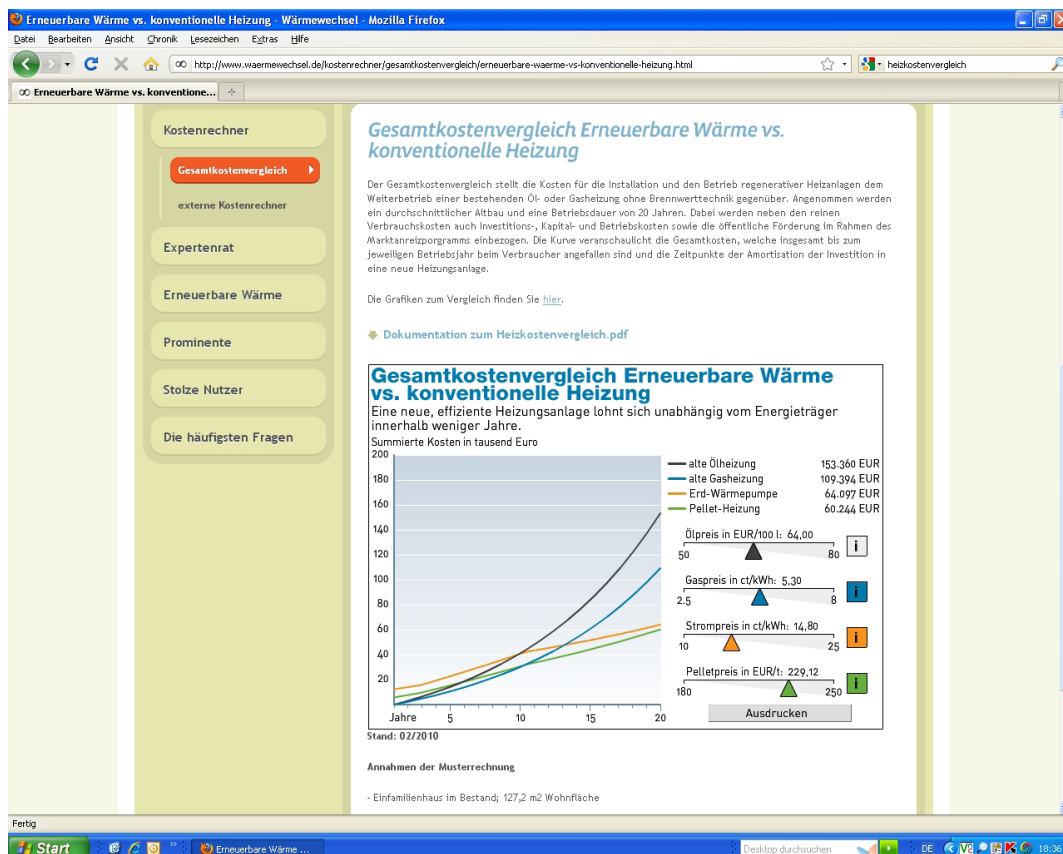 Erneuerbare Wärme vs. konventionelle Heizung - Wärmewechsel - Mozilla Firefox
Datei Bearbeiten Ansicht Chronik Lesezeichen Extras Hilfe
http://www.waermewechsel.de/kostenrechner/gesamtkostenvergleich/erneuerbare-waerme-vs-konventionelle-heizung.html
heizkostenvergleich
Erneuerbare Wärme vs. konventione...
Kostenrechner
Gesamtkostenvergleich
externe Kostenrechner
Expertenrat
Erneuerbare Wärme
Prominente
Stolze Nutzer
Die häufigsten Fragen
Gesamtkostenvergleich Erneuerbare Wärme vs.
konventionelle Heizung
Der Gesamtkostenvergleich stellt die Kosten für die Installation und den Betrieb regenerativer Heizanlagen dem
Weiterbetrieb einer bestehenden Öl- oder Gasheizung ohne Brennwerttechnik gegenüber. Angenommen werden
ein durchschnittlicher Altbau und eine Betriebsdauer von 20 Jahren. Dabei werden neben den reinen
Verbrauchskosten auch Investitions-, Kapital- und Betriebskosten sowie die öffentliche Förderung im Rahmen des
Marktanreizporgramms einbezogen. Die Kurve veranschaulicht die Gesamtkosten, welche insgesamt bis zum
jeweiligen Betriebsjahr beim Verbraucher angefallen sind und die Zeitpunkte der Amortisation der Investition in
eine neue Heizungsanlage.
Die Grafiken zum Vergleich finden Sie hier.
Dokumentation zum Heizkostenvergleich.pdf
Gesamtkostenvergleich Erneuerbare Wärme
vs. konventionelle Heizung
Eine neue, effiziente Heizungsanlage lohnt sich unabhängig vom Energieträger
innerhalb weniger Jahre.
Summierte Kosten in tausend Euro
200
180
160
140
120
100
80
60
40
20
Jahre 5 10 15 20
alte Ölheizung 153.360 EUR
alte Gasheizung 109.394 EUR
Erd-Wärmepumpe 64.097 EUR
Pellet-Heizung 60.244 EUR
Ölpreis in EUR/100 l: 64,00
50 80 i
Gaspreis in ct/kWh: 5,30
2.5 8 i
Strompreis in ct/kWh: 14,80
10 25 i
Pelletpreis in EUR/t: 229,12
180 250 i
Ausdrucken
Stand: 02/2010
Annahmen der Musterrechnung
- Einfamilienhaus im Bestand; 127,2 m2 Wohnfläche
Fertig
Start
Erneuerbare Wärme ...
Desktop durchsuchen
DE
18:36